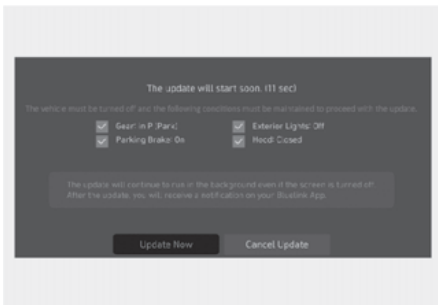 The update will start soon. (11 sec)
The vehicle must be turned off and the following conditions must be maintained to proceed with the update.
Gear: in P (Park)
Exterior Lights: Off
Parking Brake: On
Hood: Closed
The update will continue to run in the background even if the screen is turned off.
After the update, you will receive a notification on your Bluelink App.
Update Now
Cancel Update